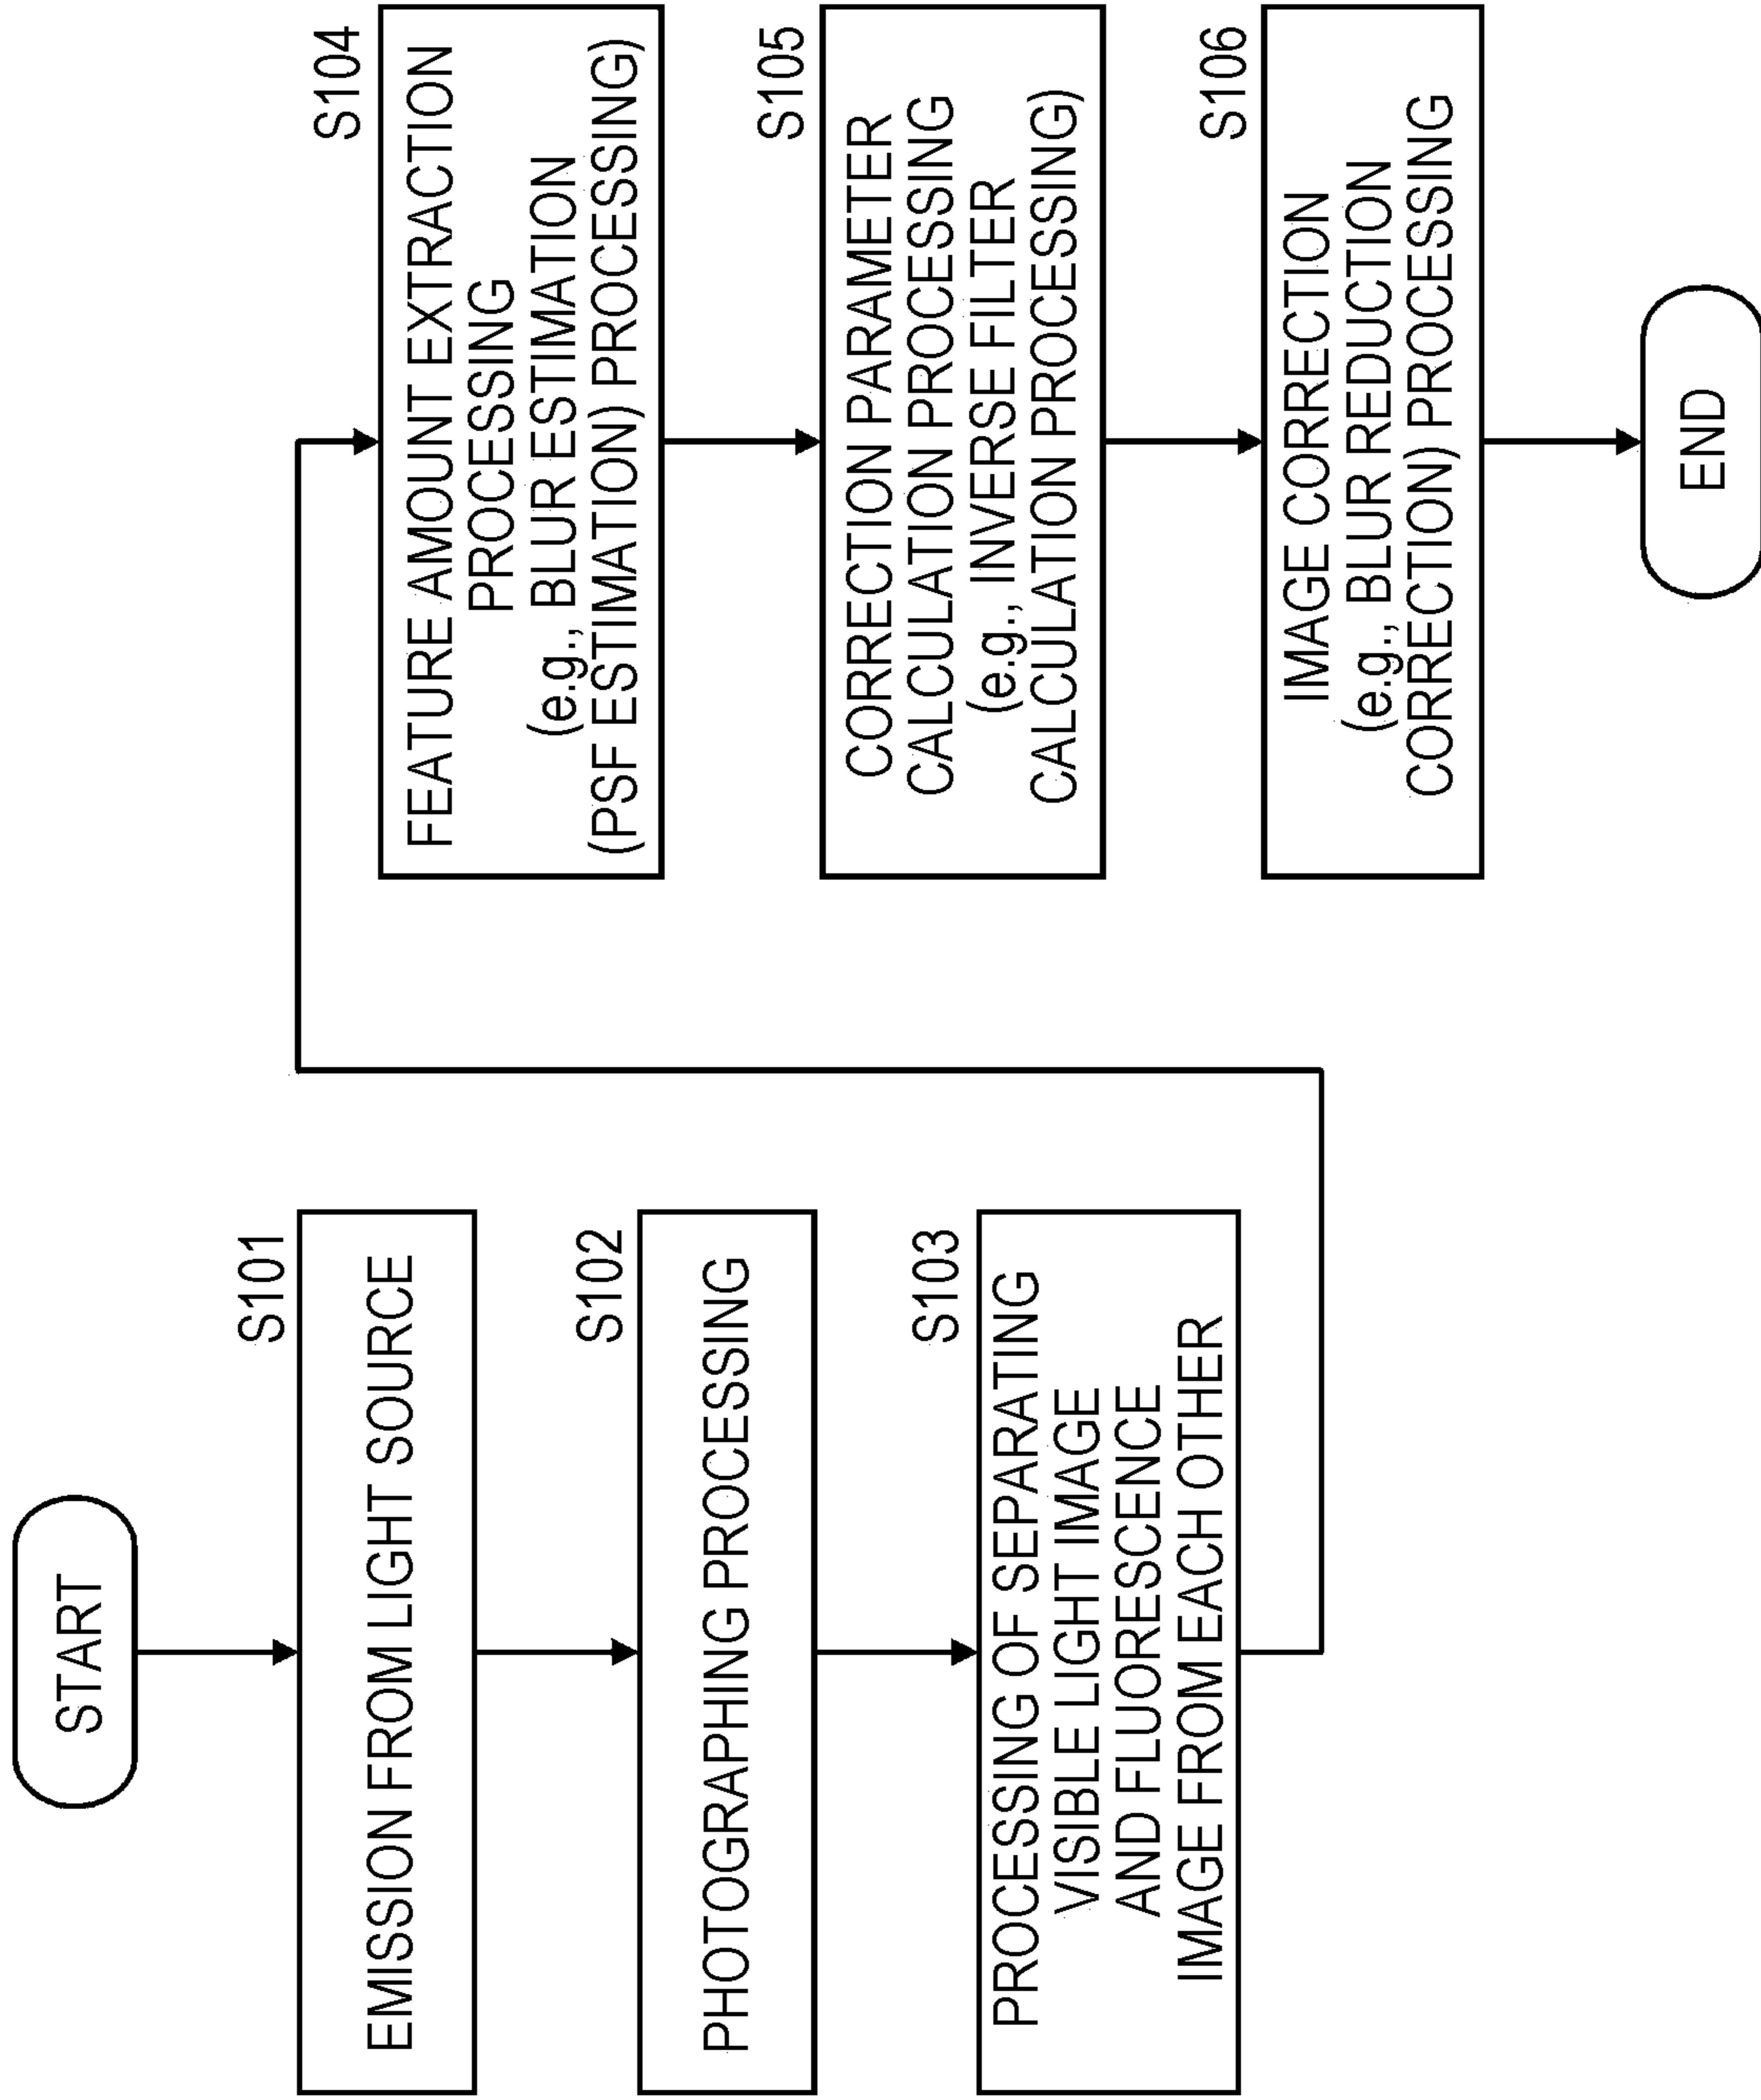 START
S101
EMISSION FROM LIGHT SOURCE
S102
PHOTOGRAPHING PROCESSING
S103
PROCESSING OF SEPARATING
VISIBLE LIGHT IMAGE
AND FLUORESCENCE
IMAGE FROM EACH OTHER
S104
FEATURE AMOUNT EXTRACTION
PROCESSING
(e.g., BLUR ESTIMATION
(PSF ESTIMATION) PROCESSING)
S105
CORRECTION PARAMETER
CALCULATION PROCESSING
(e.g., INVERSE FILTER
CALCULATION PROCESSING)
S106
IMAGE CORRECTION
(e.g., BLUR REDUCTION
CORRECTION) PROCESSING
END